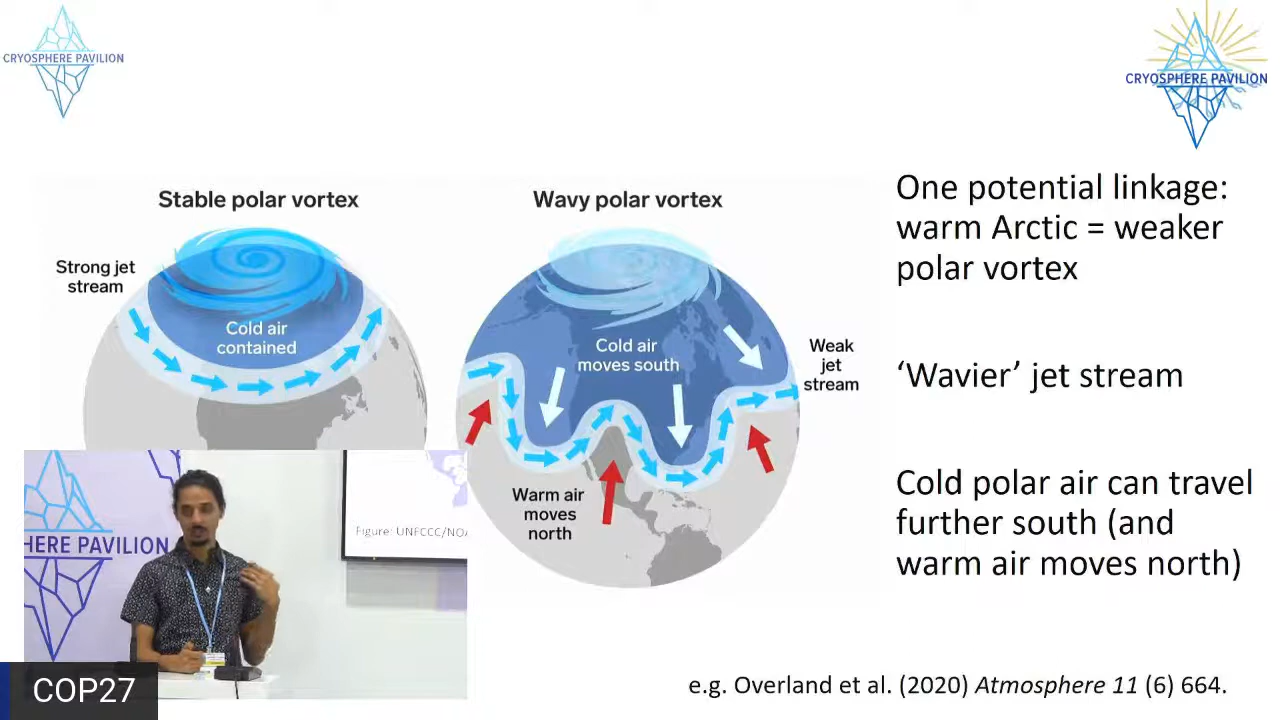 CRYOSPHERE PAVILION
CRYOSPHERE PAVILION
Stable polar vortex
Strong jet
stream
Cold air
contained
Wavy polar vortex
Cold air
moves south
Weak
jet
stream
Warm air
moves
north
One potential linkage:
warm Arctic = weaker
polar vortex
‘Wavier’ jet stream
Cold polar air can travel
further south (and
warm air moves north)
HERE PAVILION
Figure: UNFCCC/NOA
COP27
e.g. Overland et al. (2020) Atmosphere 11 (6) 664.